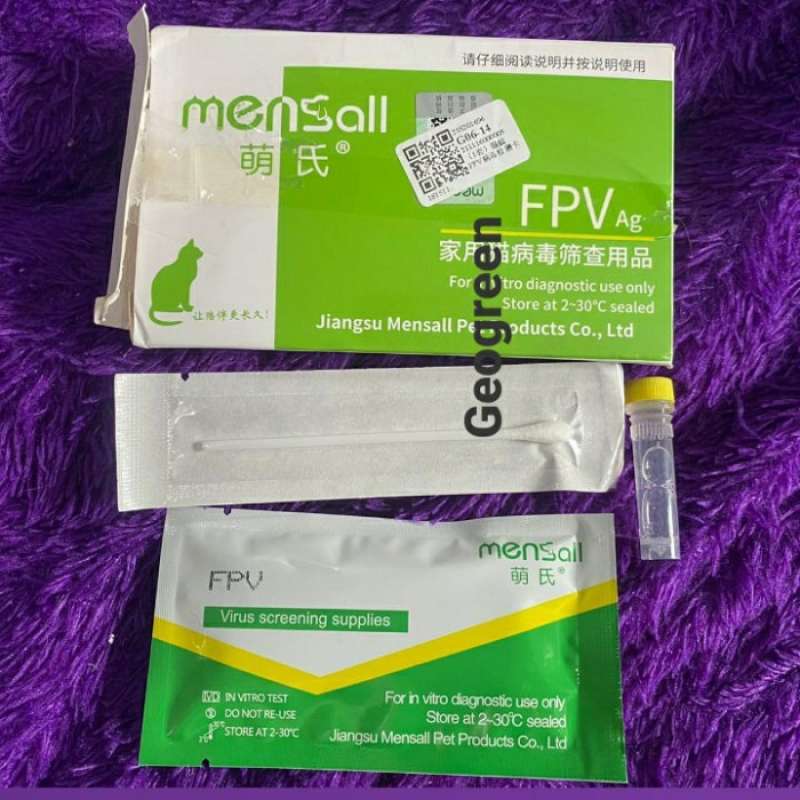 请仔细阅读说明并按说明使用
mensall
萌氏®
G06-14
FPV Ag
家用猫病毒筛查用品
For in vitro diagnostic use only
Store at 2~30℃ sealed
Jiangsu Mensall Pet Products Co., Ltd
让陪伴更长久!
Geogreen
mensall
萌氏®
FPV
Virus screening supplies
IVD IN VITRO TEST
DO NOT RE-USE
STORE AT 2-30℃
For in vitro diagnostic use only
Store at 2~30℃ sealed
Jiangsu Mensall Pet Products Co., Ltd